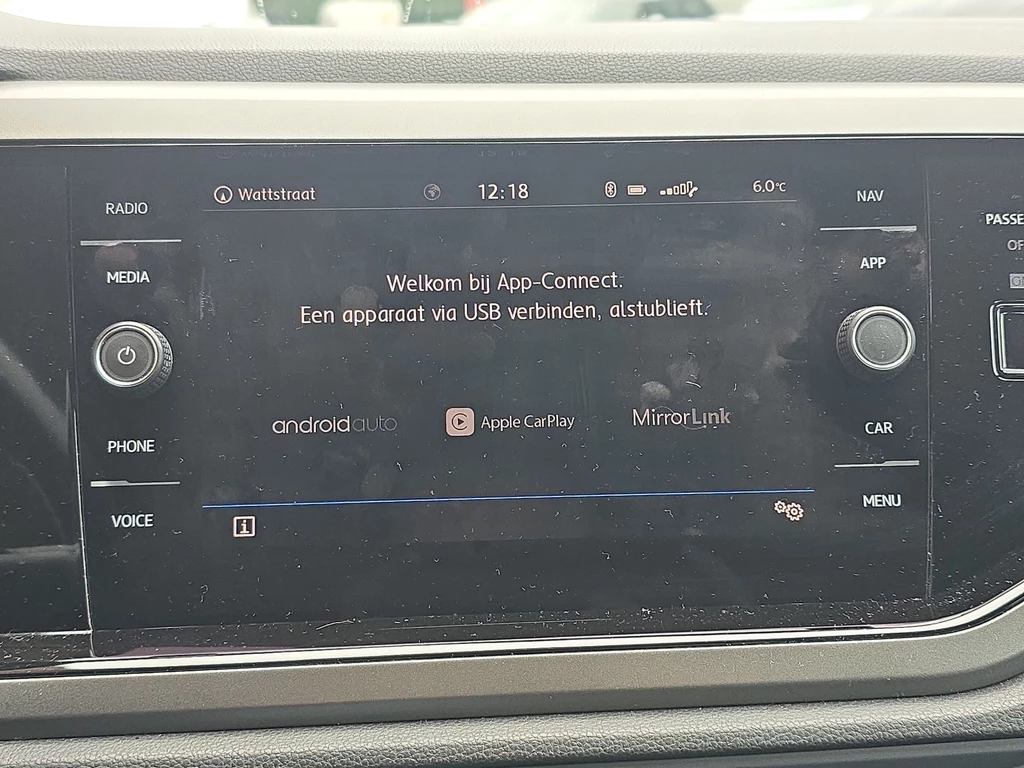 Wattstraat 12:18 6.0°C
RADIO
MEDIA
PHONE
VOICE
Welkom bij App-Connect.
Een apparaat via USB verbinden, alstublieft.
androidauto Apple CarPlay MirrorLink
i
NAV
APP
CAR
MENU